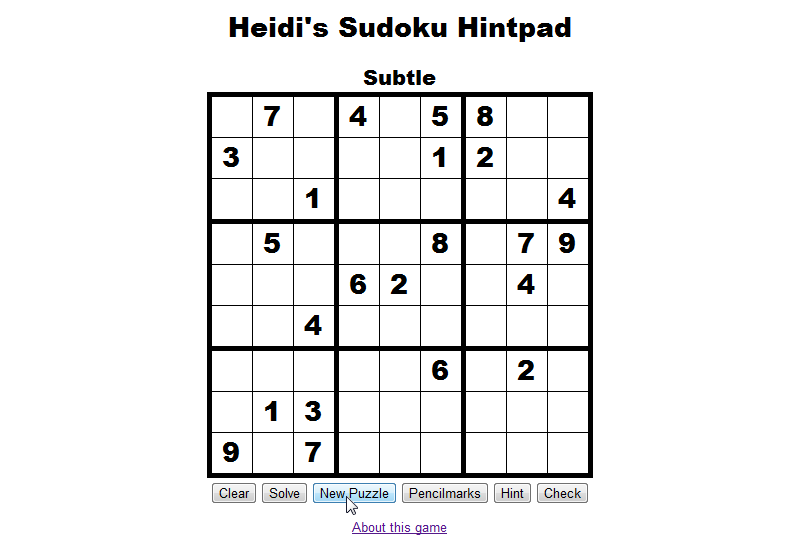 Heidi's Sudoku Hintpad
Subtle
7 4 5 8
3 1 2
1 4
5 8 7 9
6 2 4
4
6 2
1 3
9 7
Clear Solve New Puzzle Pencilmarks Hint Check
About this game